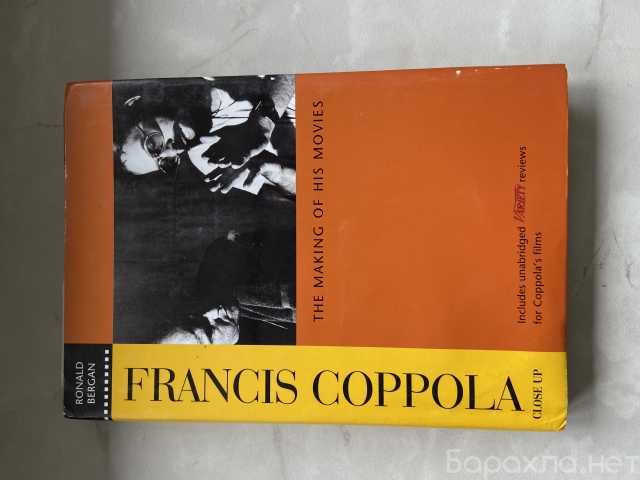 RONALD
BERGAN
FRANCIS COPPOLA
CLOSE UP
THE MAKING OF HIS MOVIES
Includes unabridged VARIETY reviews
for Coppola's films
Барахла.нет